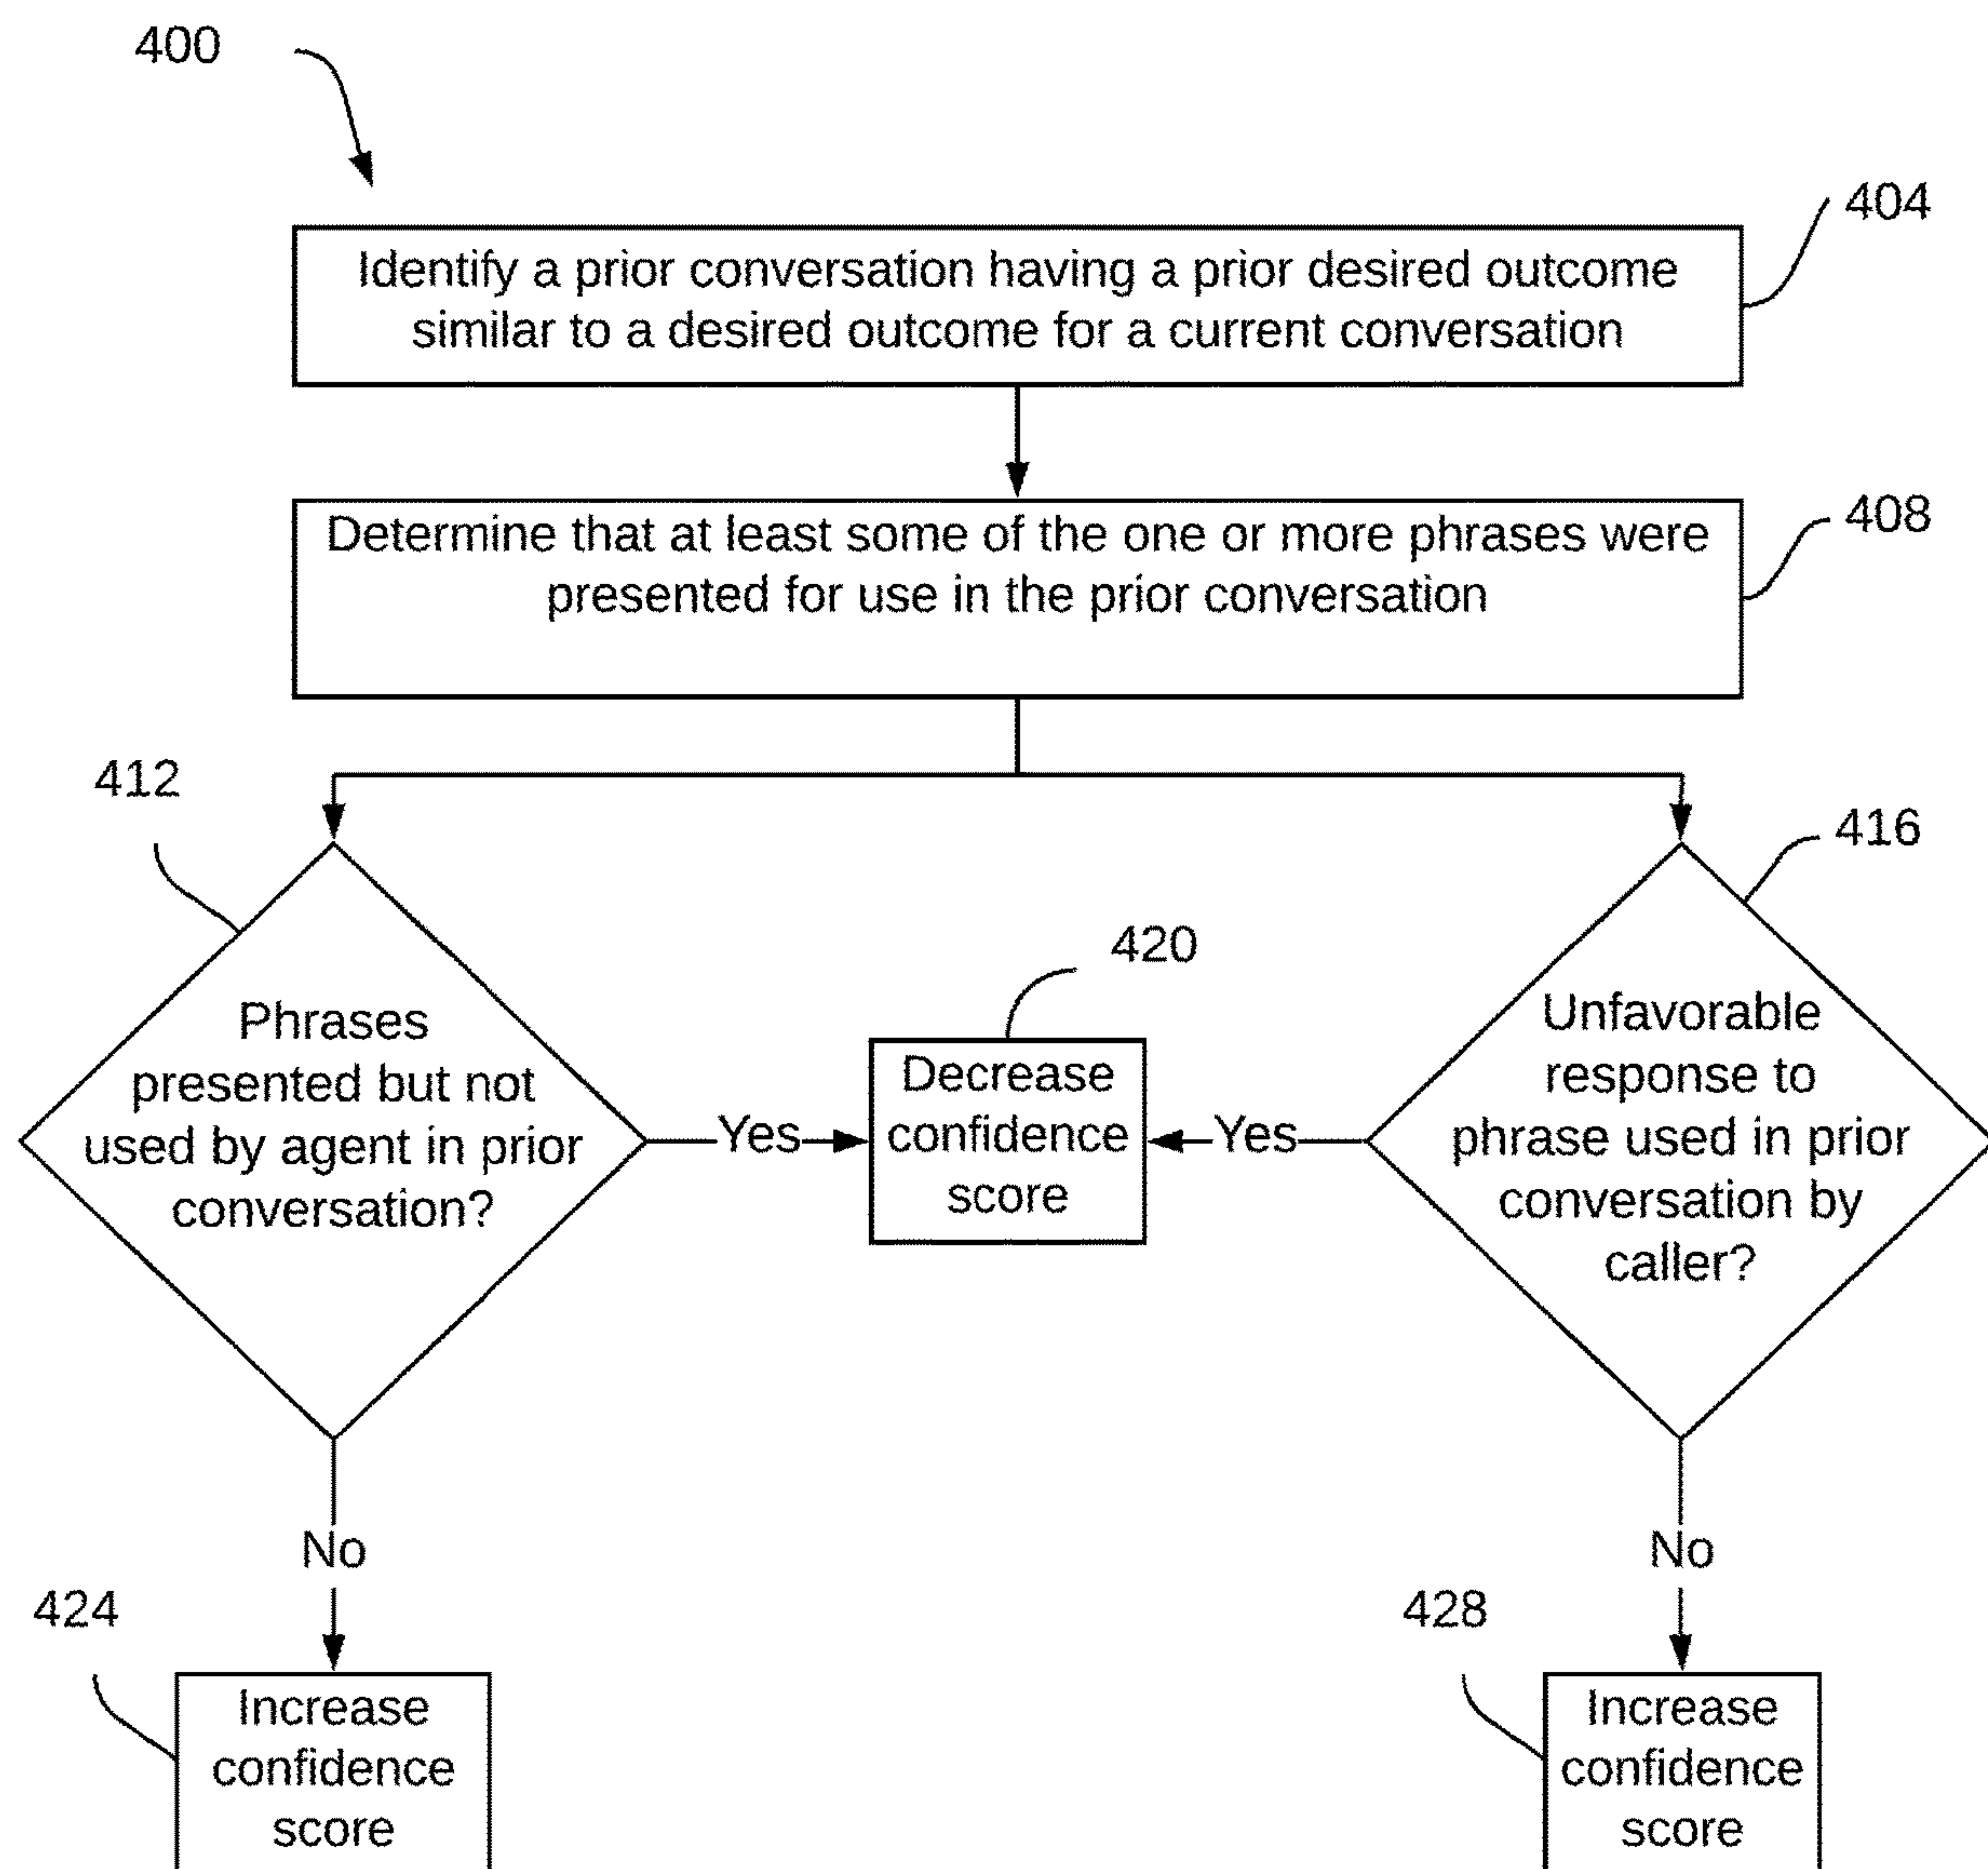 400
404
Identify a prior conversation having a prior desired outcome
similar to a desired outcome for a current conversation
408
Determine that at least some of the one or more phrases were
presented for use in the prior conversation
412
416
420
Phrases
presented but not
used by agent in prior
conversation?
Yes
Decrease
confidence
score
Yes
Unfavorable
response to
phrase used in prior
conversation by
caller?
No
No
424
428
Increase
confidence
score
Increase
confidence
score